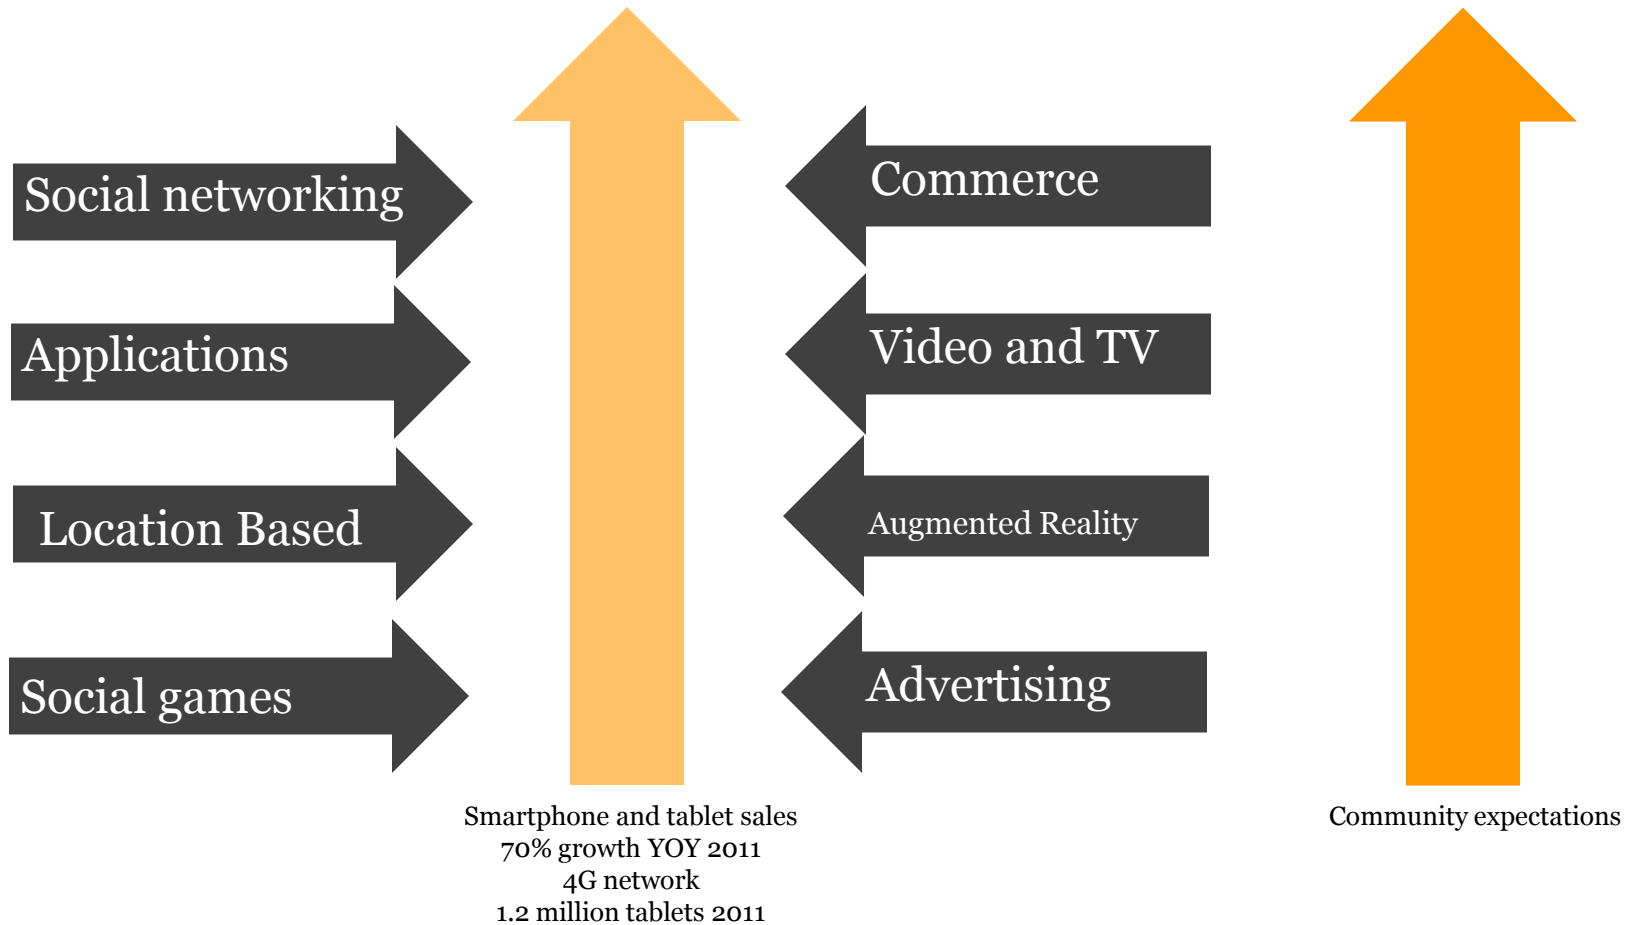 Social networking
Applications
Location Based
Social games
Commerce
Video and TV
Augmented Reality
Advertising
Smartphone and tablet sales
70% growth YOY 2011
4G network
1.2 million tablets 2011
Community expectations